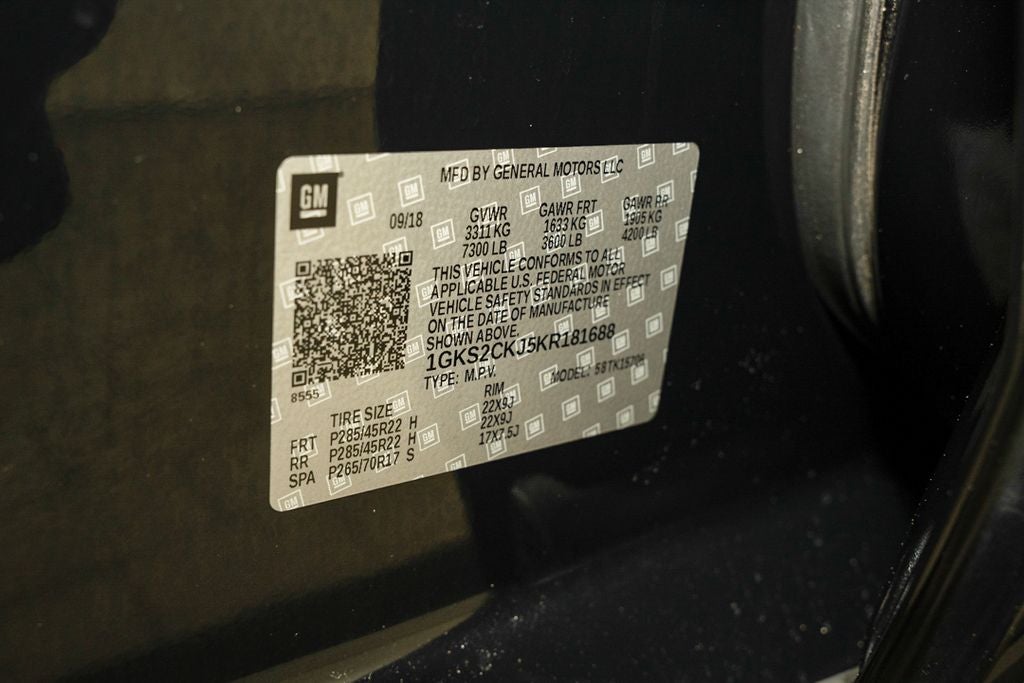 GM
MFD BY GENERAL MOTORS LLC
09/18 GVWR GAWR FRT GAWR RR
3311 KG 1633 KG 1905 KG
7300 LB 3600 LB 4200 LB
THIS VEHICLE CONFORMS TO ALL
APPLICABLE U.S. FEDERAL MOTOR
VEHICLE SAFETY STANDARDS IN EFFECT
ON THE DATE OF MANUFACTURE
SHOWN ABOVE.
1GKS2CKJ5KR181688
8555
TYPE: M.P.V. MODEL:
TIRE SIZE RIM
FRT P285/45R22 H 22X9J
RR P285/45R22 H 22X9J
SPA P265/70R17 S 17X7.5J